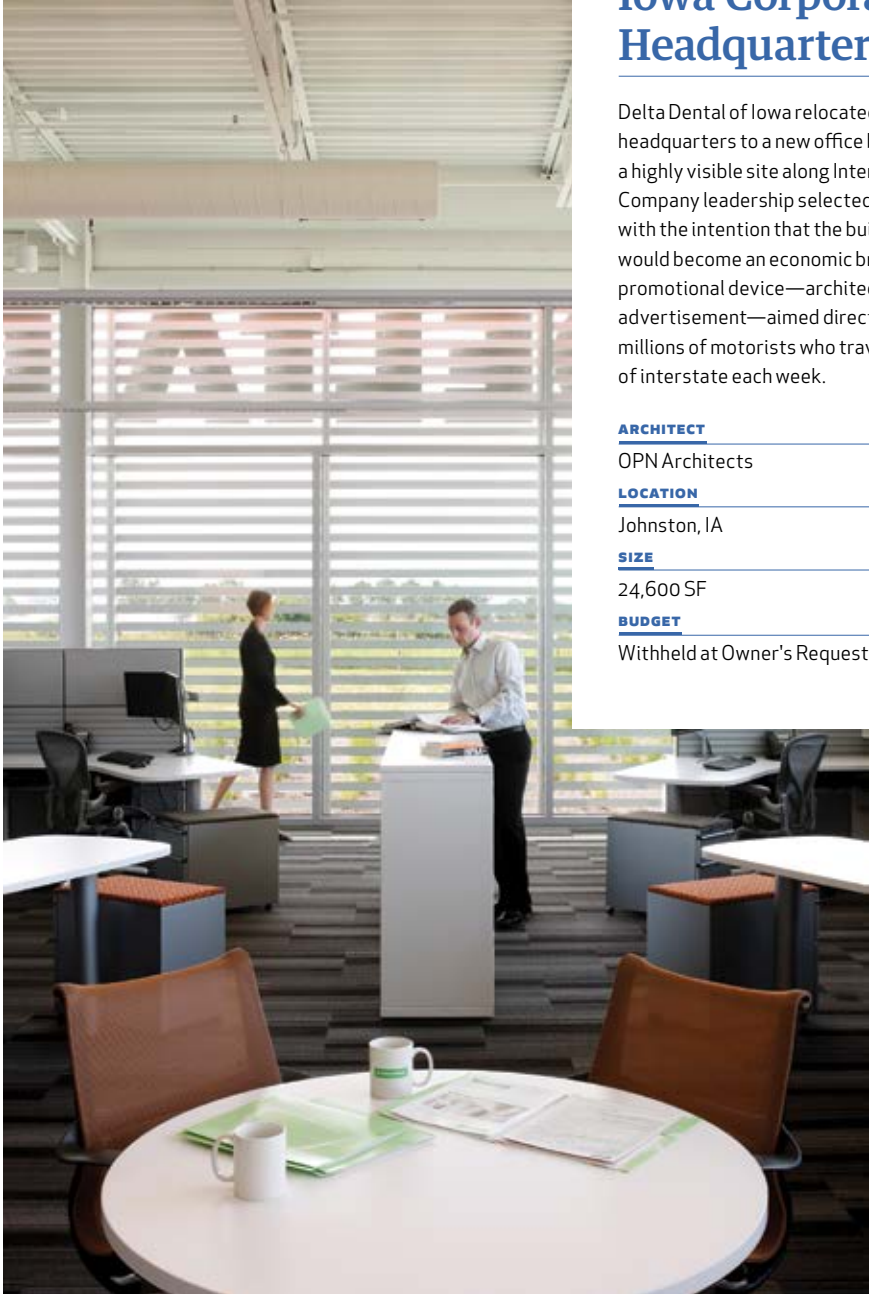 Headquarter
Delta Dental of Iowa relocate
headquarters to a new office
a highly visible site along Inter
Company leadership selected
with the intention that the bui
would become an economic br
promotional device—architec
advertisement—aimed direct
millions of motorists who trav
of interstate each week.
ARCHITECT
OPN Architects
LOCATION
Johnston, IA
SIZE
24,600 SF
BUDGET
Withheld at Owner's Request